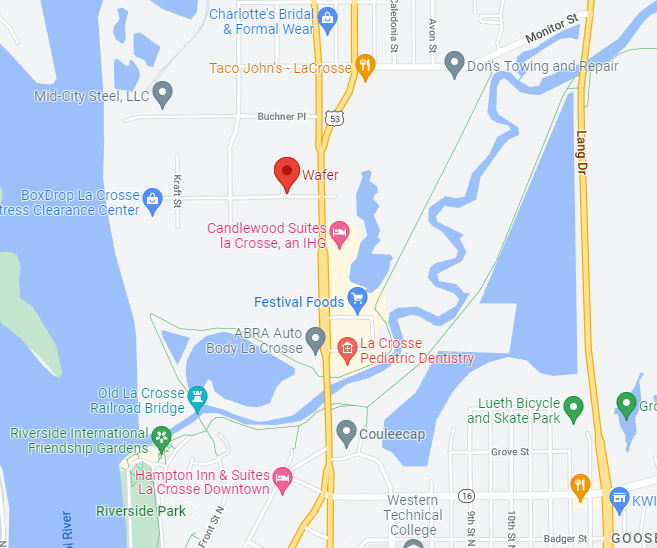 Charlotte's Bridal
& Formal Wear
Caledonia St
Avon St
Monitor St
Taco John's - LaCrosse
Don's Towing and Repair
Mid-City Steel, LLC
Buchner Pl
53
Lang Dr
Kraft St
Wafer
BoxDrop La Crosse
tress Clearance Center
Candlewood Suites
la Crosse, an IHG
Festival Foods
ABRA Auto
Body La Crosse
La Crosse
Pediatric Dentistry
Old La Crosse
Railroad Bridge
Lueth Bicycle
and Skate Park
Gro
Riverside International
Friendship Gardens
Couleecap
Grove St
Hampton Inn & Suites
La Crosse Downtown
16
KWI
Riverside Park
Front St N
Western
Technical
College
9th St N
10th St N
Badger St
GOOSE
pi River